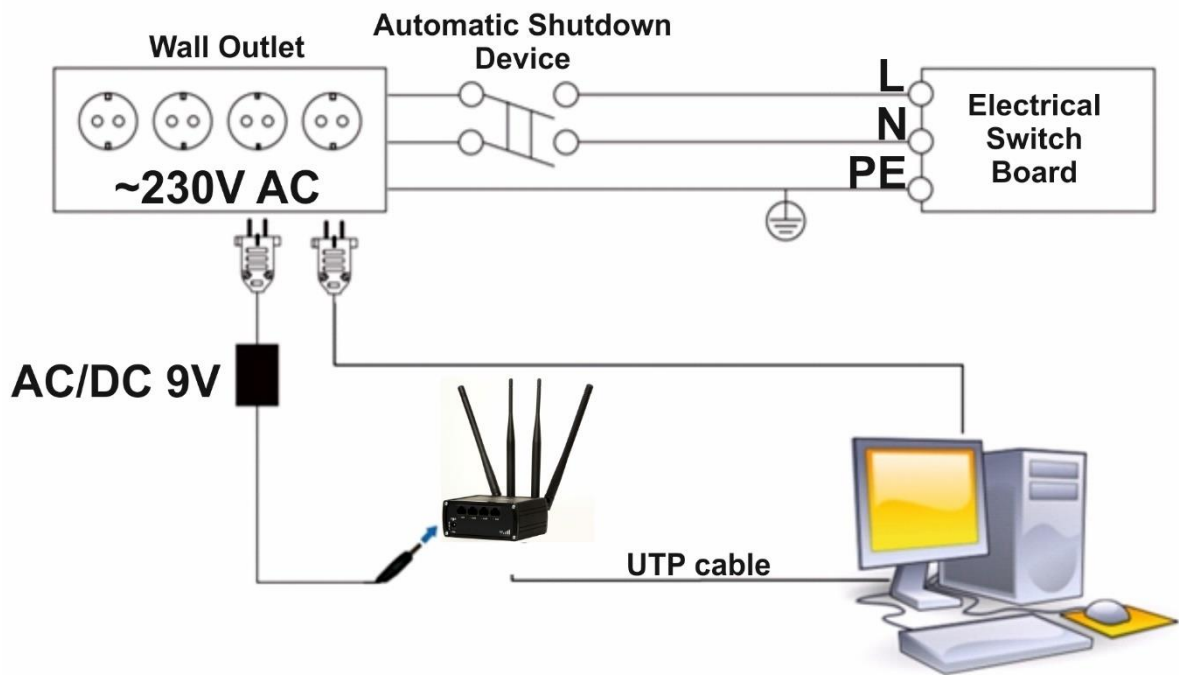 Wall Outlet
Automatic Shutdown
Device
~230V AC
L
N
PE
Electrical
Switch
Board
AC/DC 9V
UTP cable